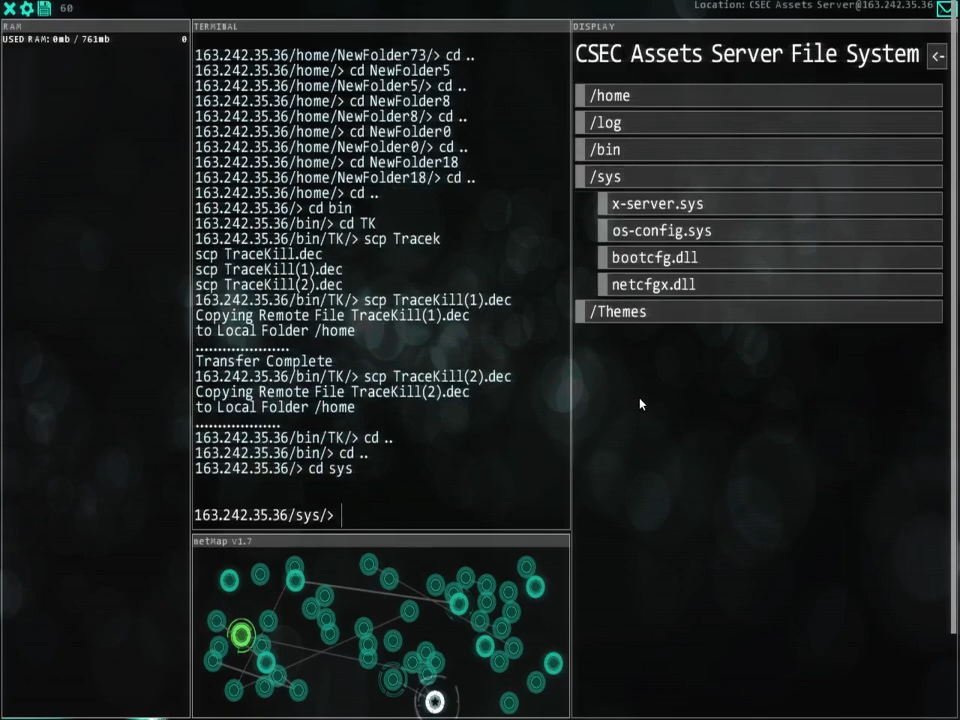 60
Location: CSEC Assets Server@163.242.35.36
RAM
USED RAM: 0mb / 761mb 0
TERMINAL
163.242.35.36/home/NewFolder73/> cd ..
163.242.35.36/home/> cd NewFolder5
163.242.35.36/home/NewFolder5/> cd ..
163.242.35.36/home/> cd NewFolder8
163.242.35.36/home/NewFolder8/> cd ..
163.242.35.36/home/> cd NewFolder0
163.242.35.36/home/NewFolder0/> cd ..
163.242.35.36/home/> cd NewFolder18
163.242.35.36/home/NewFolder18/> cd ..
163.242.35.36/home/> cd ..
163.242.35.36/> cd bin
163.242.35.36/bin/> cd TK
163.242.35.36/bin/TK/> scp Tracek
scp TraceKill.dec
scp TraceKill(1).dec
scp TraceKill(2).dec
163.242.35.36/bin/TK/> scp TraceKill(1).dec
Copying Remote File TraceKill(1).dec
to Local Folder /home
....................
Transfer Complete
163.242.35.36/bin/TK/> scp TraceKill(2).dec
Copying Remote File TraceKill(2).dec
to Local Folder /home
..................
163.242.35.36/bin/TK/> cd ..
163.242.35.36/bin/> cd ..
163.242.35.36/> cd sys
163.242.35.36/sys/>
netMap v1.7
DISPLAY
CSEC Assets Server File System <-
/home
/log
/bin
/sys
x-server.sys
os-config.sys
bootcfg.dll
netcfgx.dll
/Themes